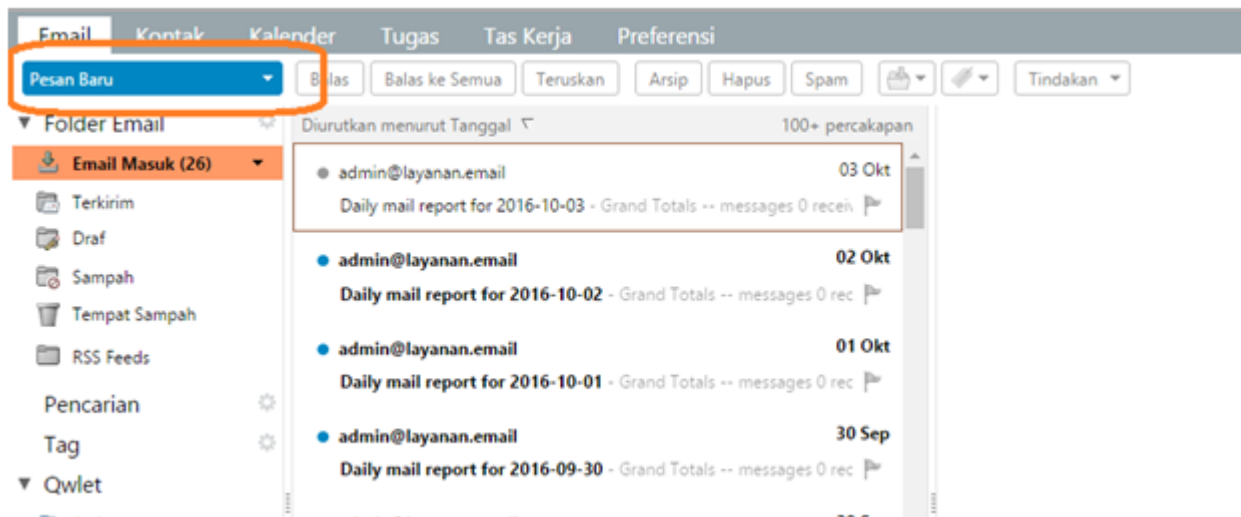 Email Kontak Kalender Tugas Tas Kerja Preferensi
Pesan Baru Balas Balas ke Semua Teruskan Arsip Hapus Spam Tindakan
Folder Email
Email Masuk (26)
Terkirim
Draf
Sampah
Tempat Sampah
RSS Feeds
Pencarian
Tag
Qwlet
Diurutkan menurut Tanggal 100+ percakapan
admin@layanan.email 03 Okt
Daily mail report for 2016-10-03 - Grand Totals -- messages 0 receiv
admin@layanan.email 02 Okt
Daily mail report for 2016-10-02 - Grand Totals -- messages 0 rec
admin@layanan.email 01 Okt
Daily mail report for 2016-10-01 - Grand Totals -- messages 0 rec
admin@layanan.email 30 Sep
Daily mail report for 2016-09-30 - Grand Totals -- messages 0 rec